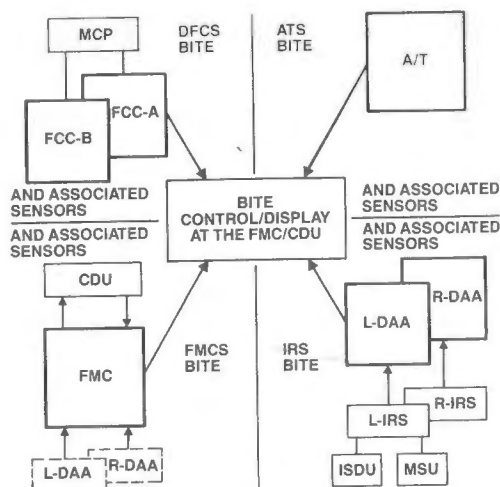 MCP
DFCS
BITE
FCC-A
FCC-B
AND ASSOCIATED
SENSORS
ATS
BITE
A/T
AND ASSOCIATED
SENSORS
BITE
CONTROL/DISPLAY
AT THE FMC/CDU
AND ASSOCIATED
SENSORS
CDU
FMC
FMCS
BITE
L-DAA
R-DAA
AND ASSOCIATED
SENSORS
R-DAA
L-DAA
IRS
BITE
R-IRS
L-IRS
ISDU
MSU